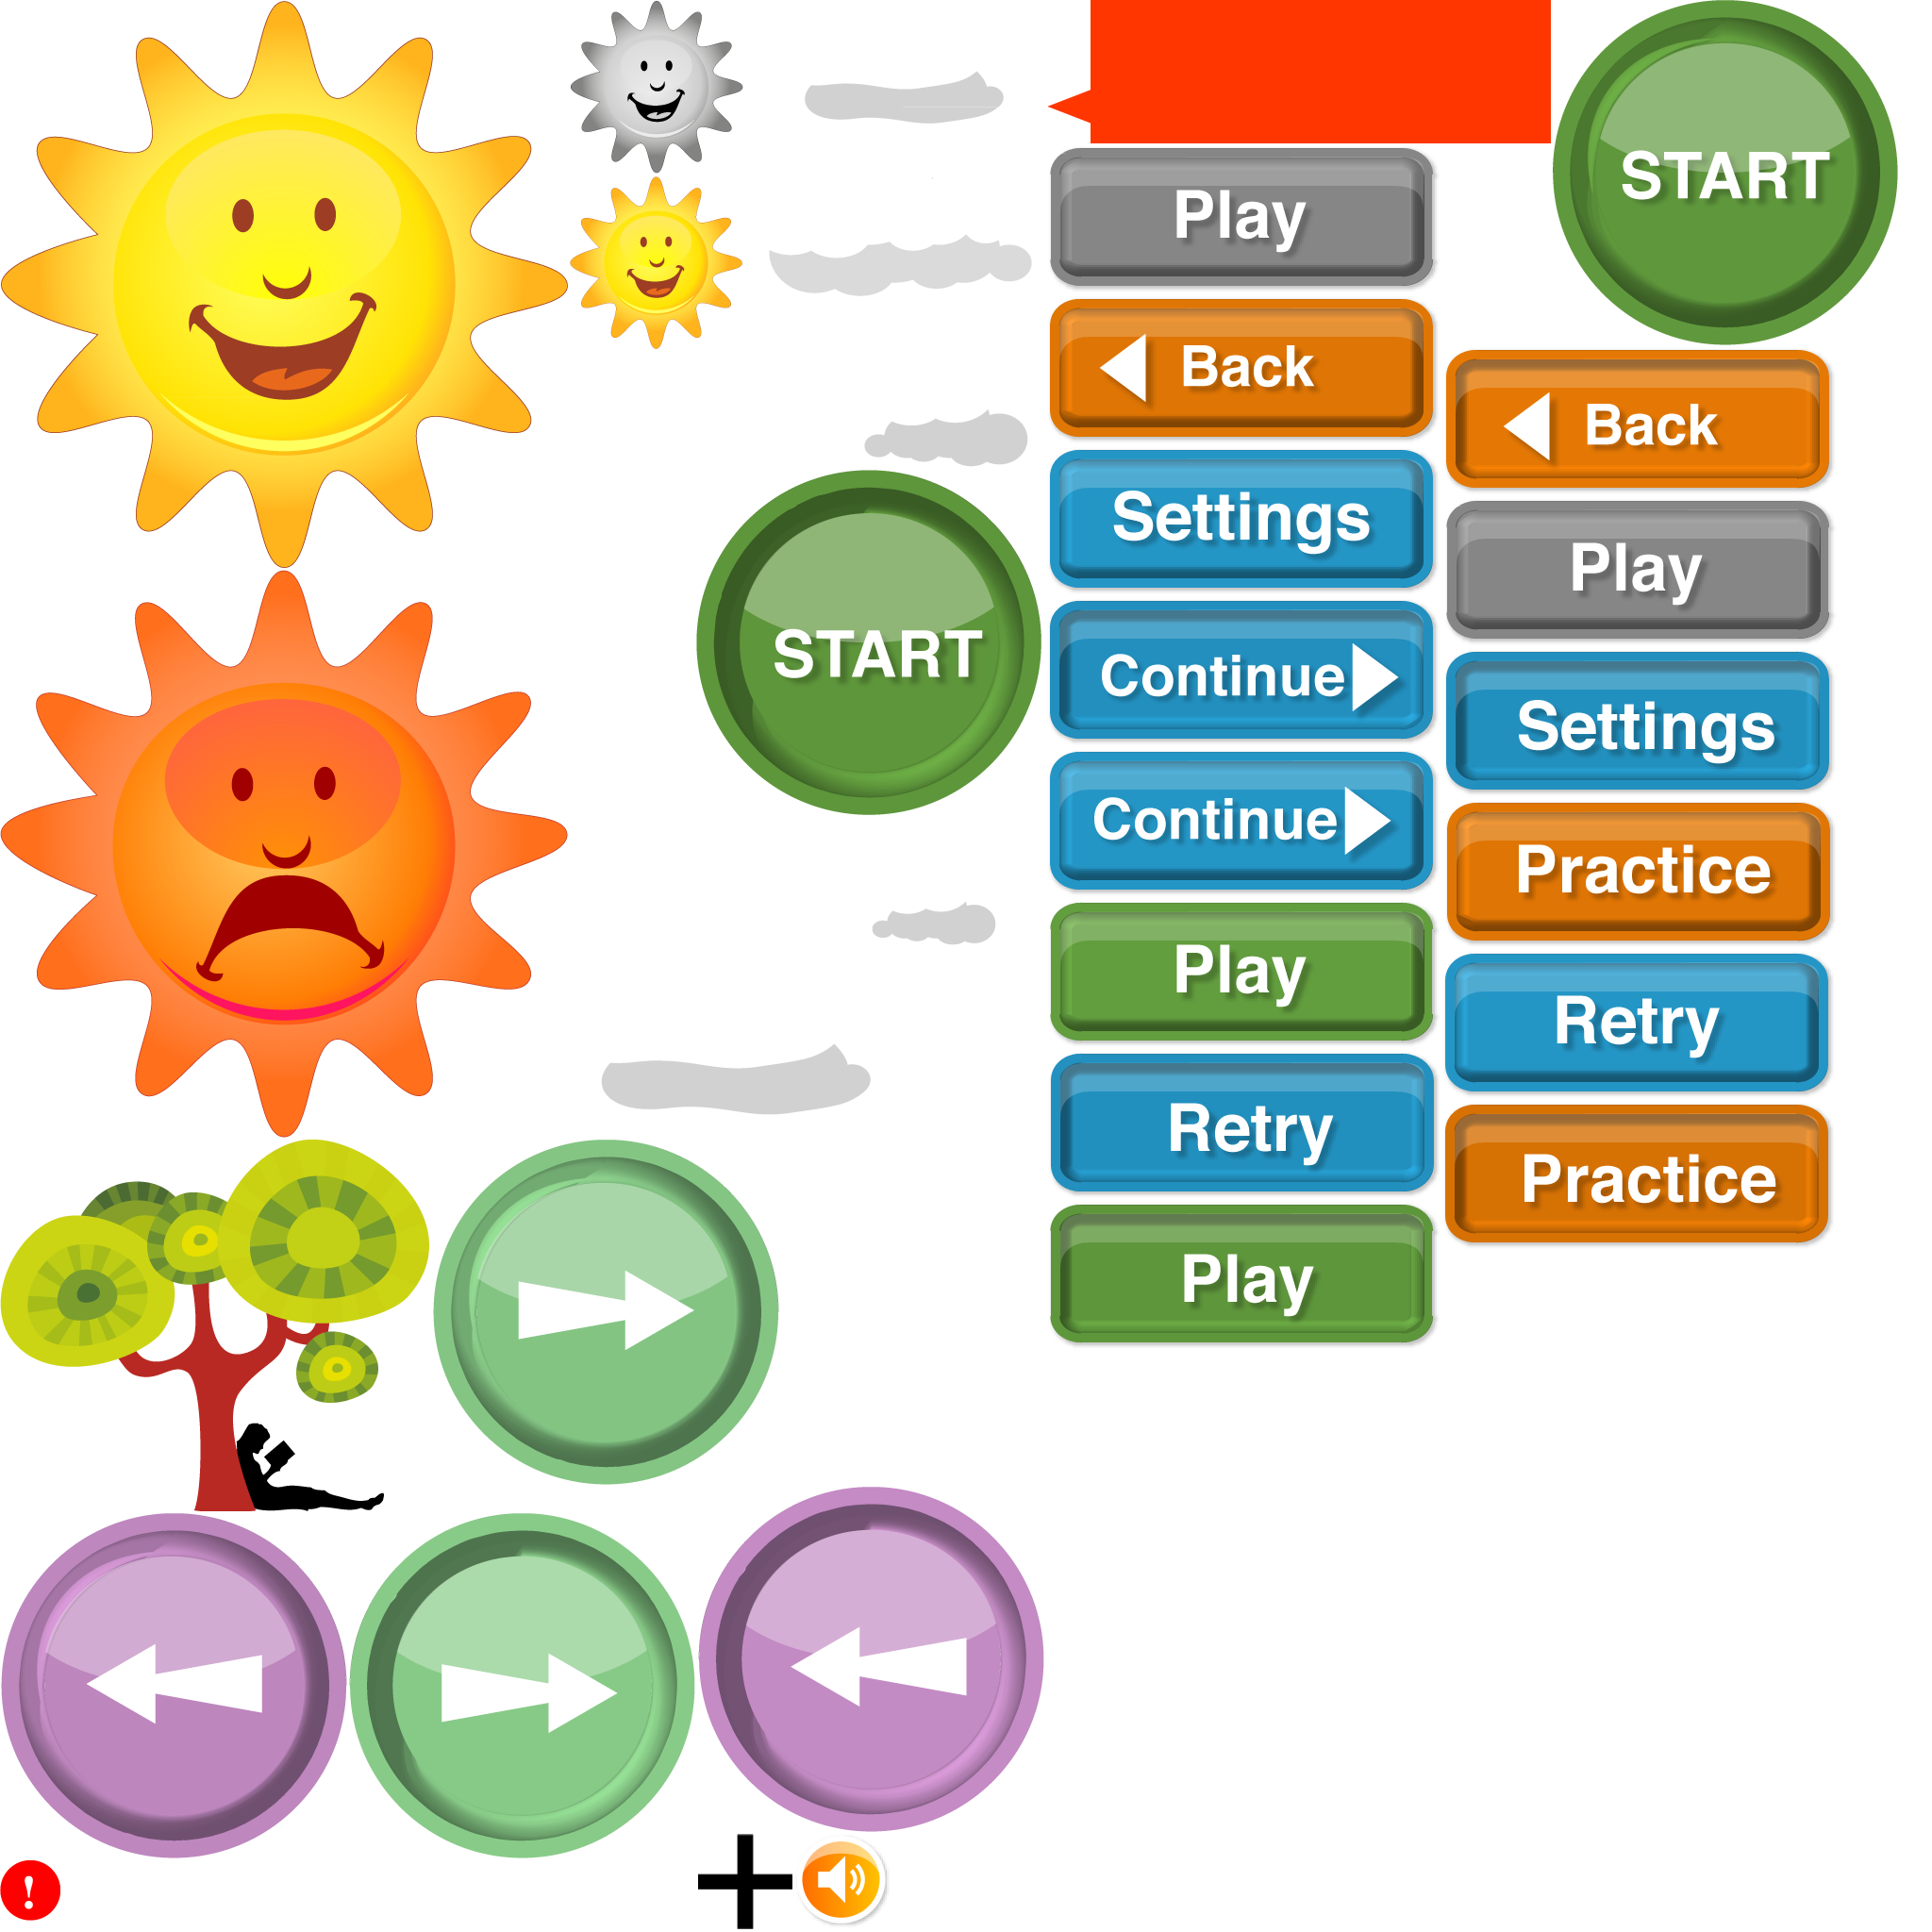 START
Play
Back
Back
Settings
Play
START
Continue
Settings
Continue
Practice
Play
Retry
Retry
Practice
Play
!